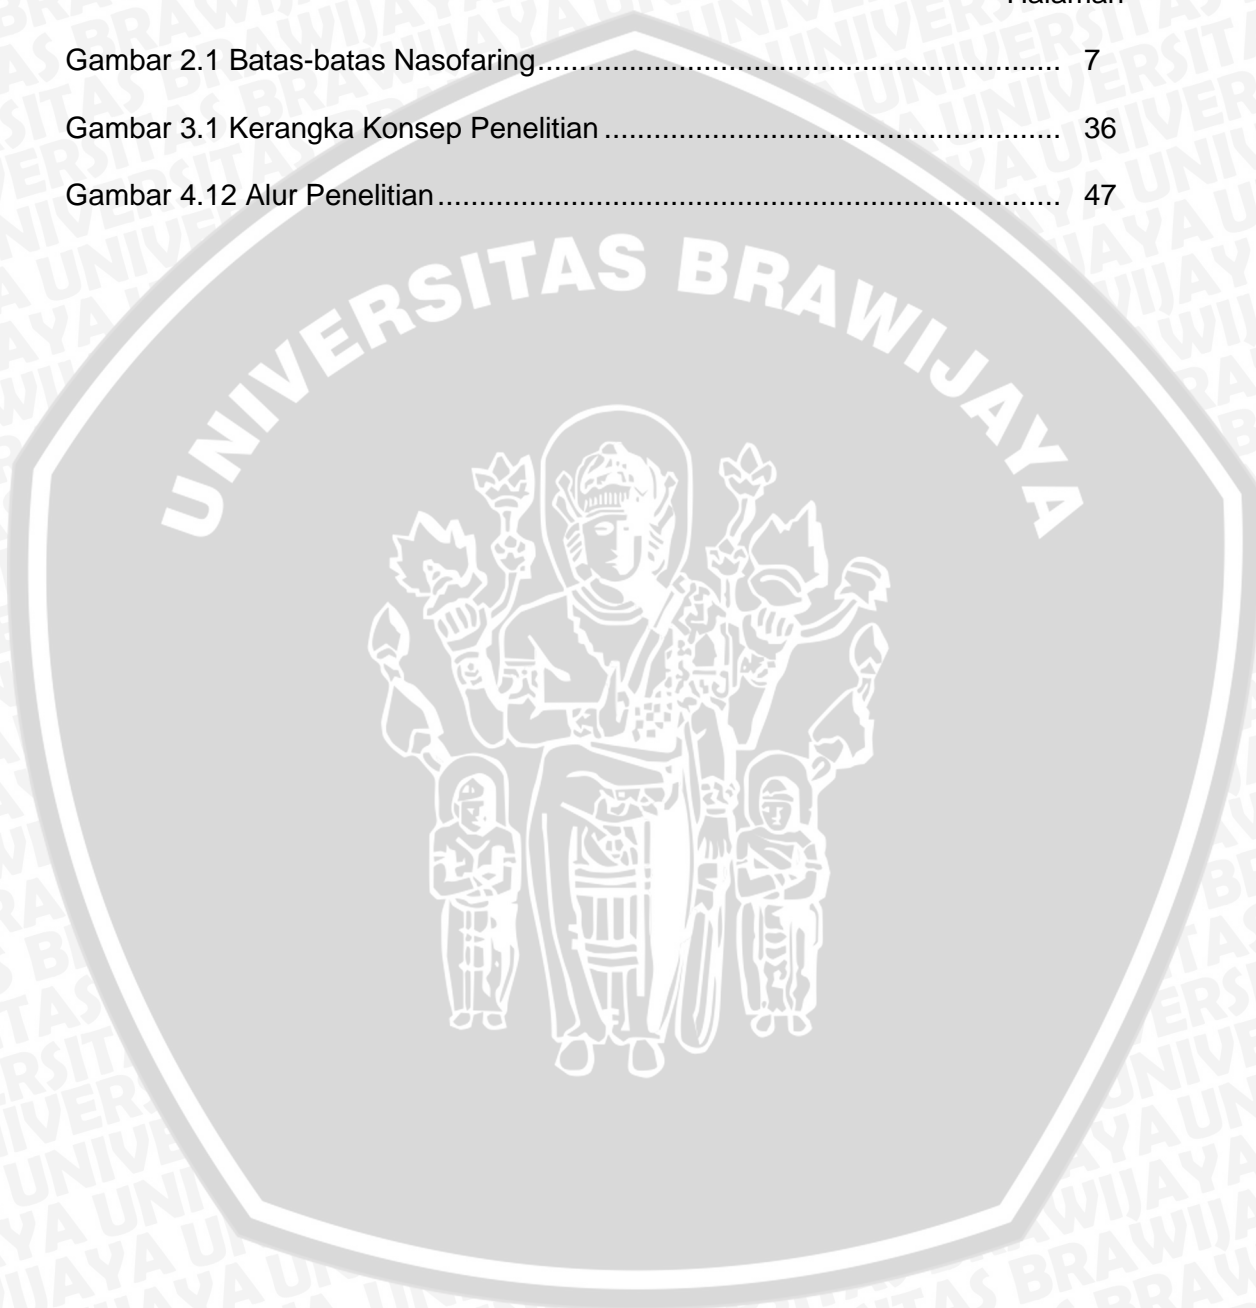 Halaman
Gambar 2.1 Batas-batas Nasofaring............................................................... 7
Gambar 3.1 Kerangka Konsep Penelitian ....................................................... 36
Gambar 4.12 Alur Penelitian........................................................................... 47
UNIVERSITAS BRAWIJAYA